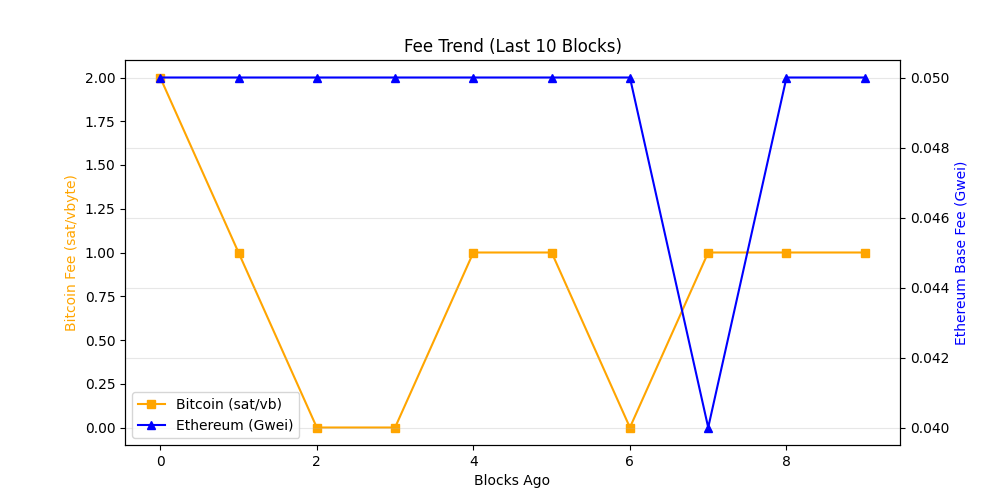 Fee Trend (Last 10 Blocks)
Bitcoin Fee (sat/vbyte)
2.00
1.75
1.50
1.25
1.00
0.75
0.50
0.25
0.00
Bitcoin (sat/vb)
Ethereum (Gwei)
0 2 4 6 8
Blocks Ago
0.050
0.048
0.046
0.044
0.042
0.040
Ethereum Base Fee (Gwei)